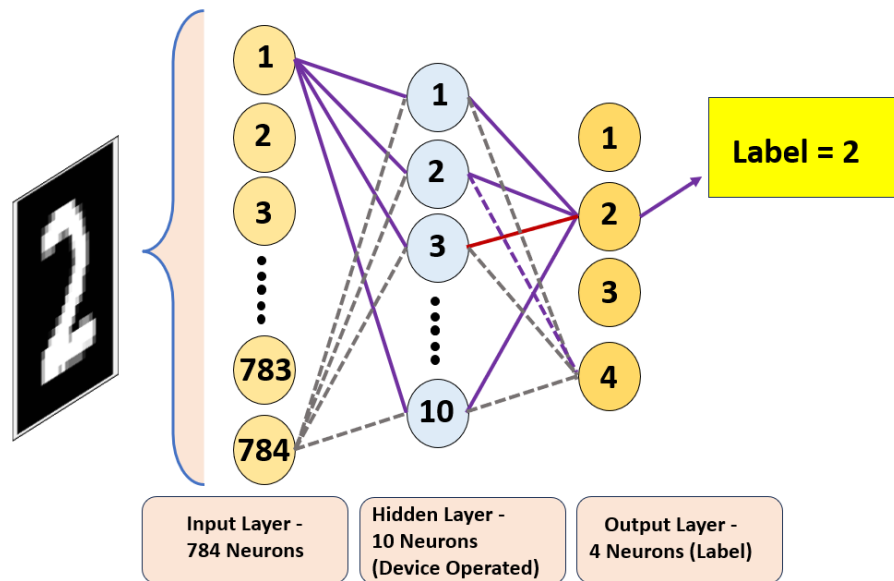 1
2
3
783
784
1
2
3
10
1
2
3
4
Label = 2
Input Layer -
784 Neurons
Hidden Layer -
10 Neurons
(Device Operated)
Output Layer -
4 Neurons (Label)